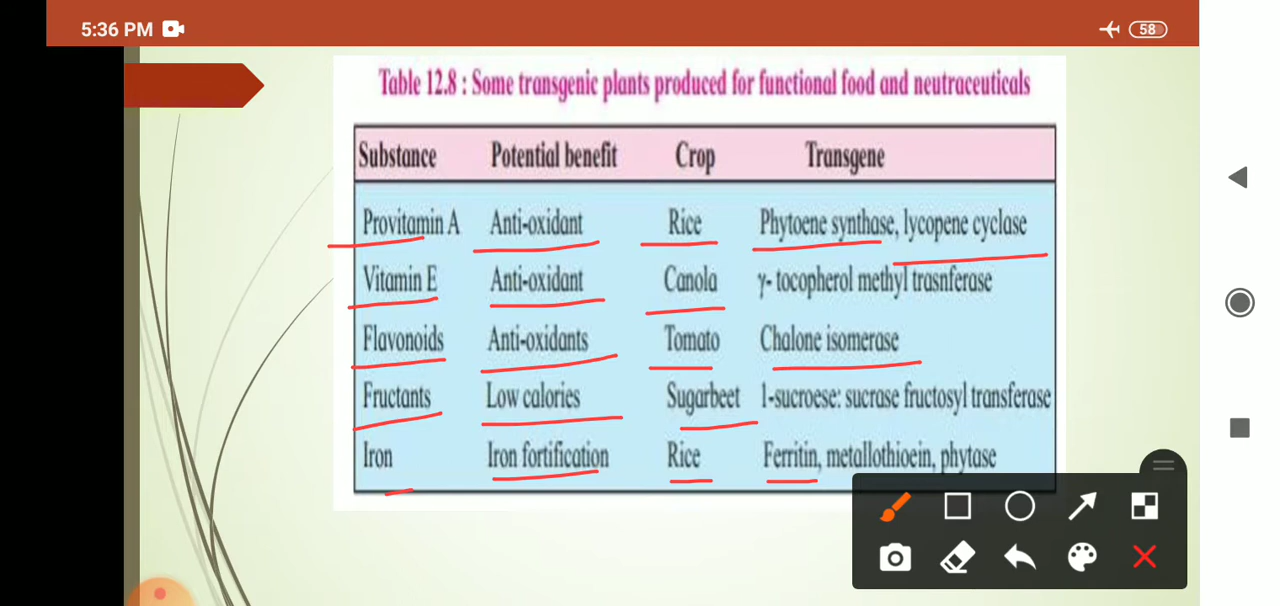 5:36 PM
58
Table 12.8 : Some transgenic plants produced for functional food and neutraceuticals
Substance Potential benefit Crop Transgene
Provitamin A Anti-oxidant Rice Phytoene synthase, lycopene cyclase
Vitamin E Anti-oxidant Canola γ- tocopherol methyl trasnferase
Flavonoids Anti-oxidants Tomato Chalone isomerase
Fructants Low calories Sugarbeet 1-sucroese: sucrase fructosyl transferase
Iron Iron fortification Rice Ferritin, metallothioein, phytase